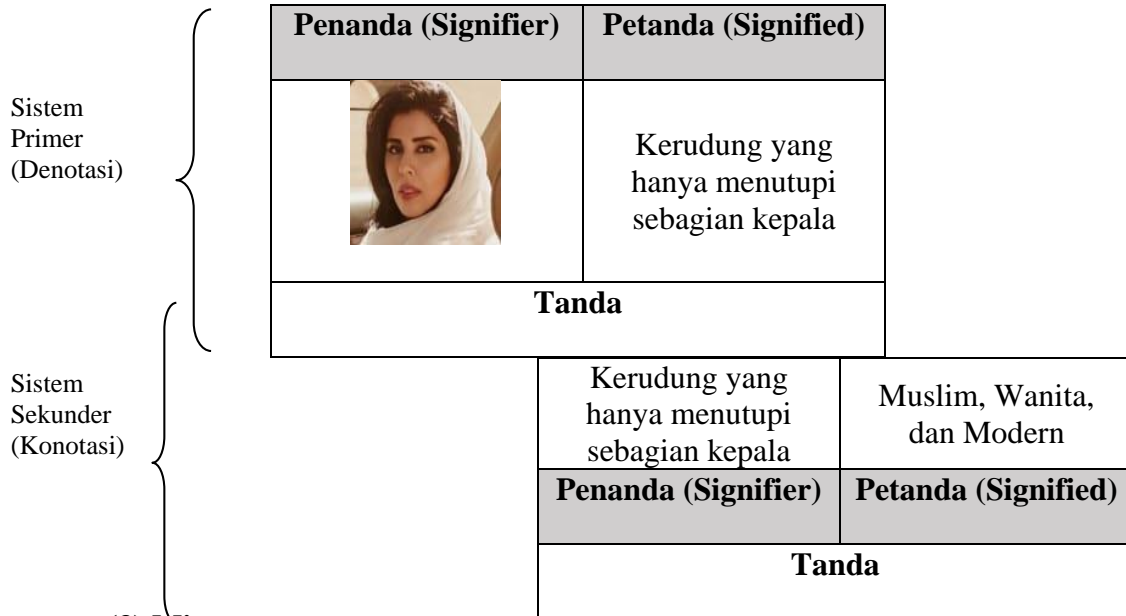 Penanda (Signifier) Petanda (Signified)
Sistem
Primer
(Denotasi)
Kerudung yang
hanya menutupi
sebagian kepala
Tanda
Sistem
Sekunder
(Konotasi)
Kerudung yang
hanya menutupi
sebagian kepala
Muslim, Wanita,
dan Modern
Penanda (Signifier) Petanda (Signified)
Tanda